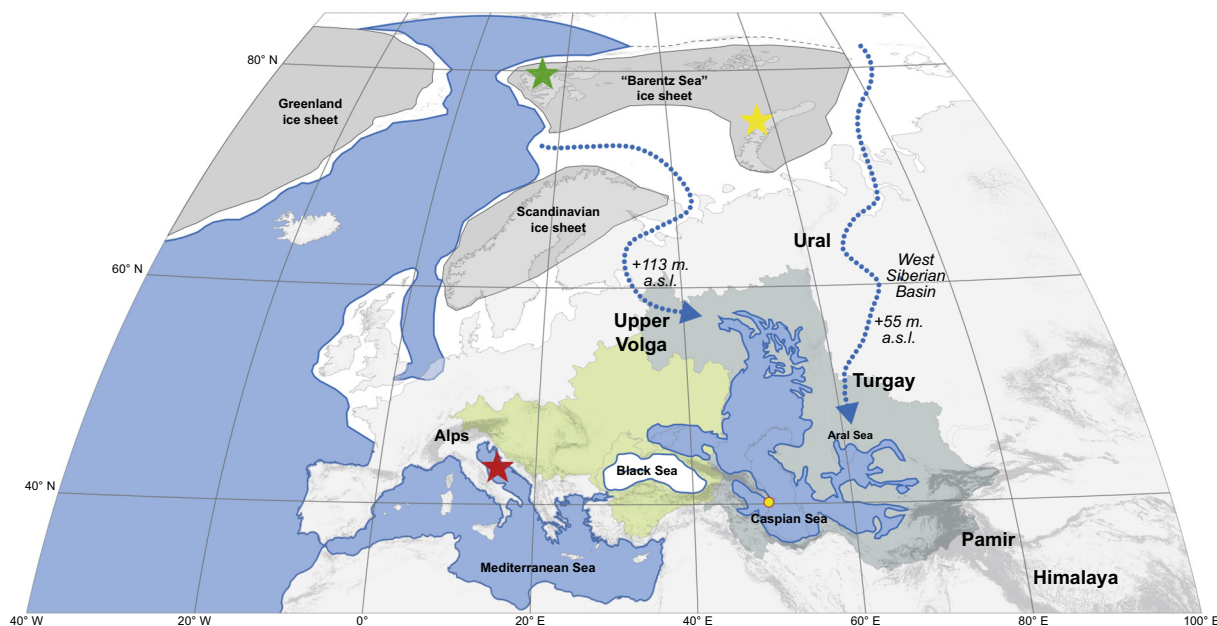 80° N
Greenland
ice sheet
“Barentz Sea”
ice sheet
Scandinavian
ice sheet
60° N
+113 m.
a.s.l.
Ural
West
Siberian
Basin
+55 m.
a.s.l.
Upper
Volga
Turgay
Alps
Aral Sea
Black Sea
40° N
Caspian Sea
Pamir
Mediterranean Sea
Himalaya
40° W
20° W
0°
20° E
40° E
60° E
80° E
100° E